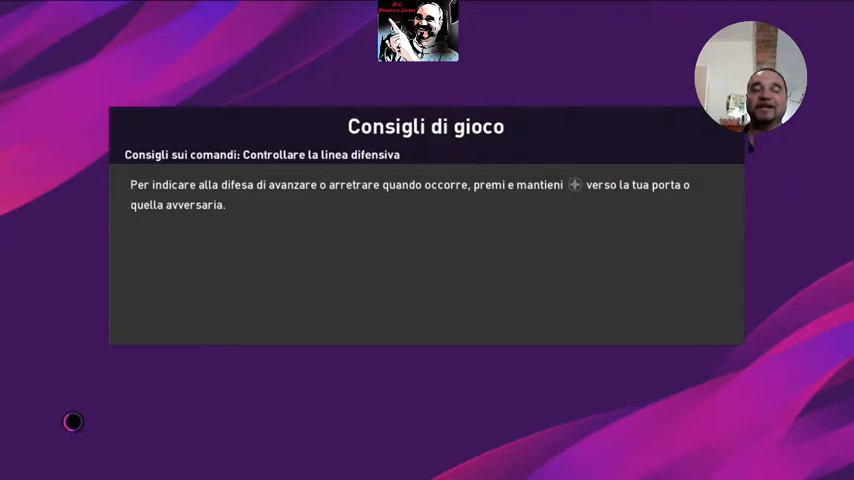 Consigli di gioco
Consigli sui comandi: Controllare la linea difensiva
Per indicare alla difesa di avanzare o arretrare quando occorre, premi e mantieni verso la tua porta o
quella avversaria.